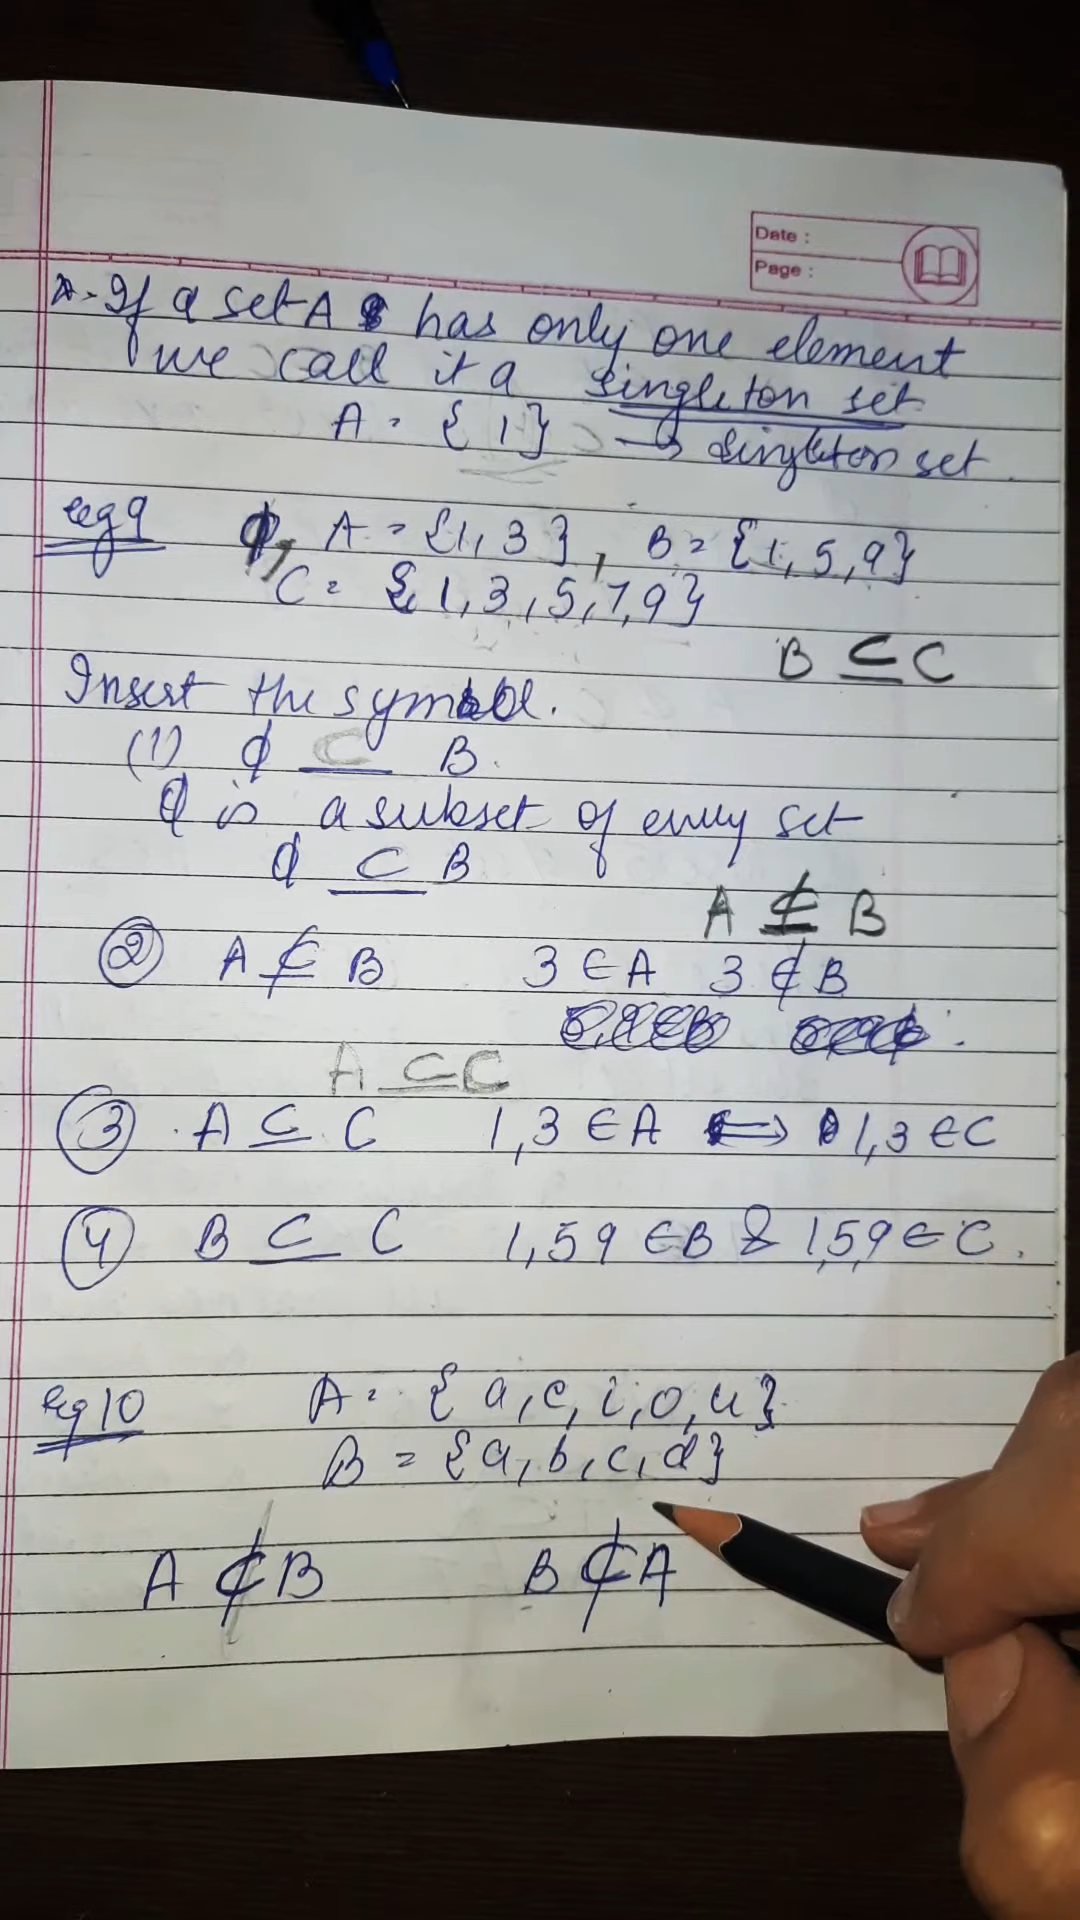 Date :
Page :
*. If a set A has only one element
we call it a singleton set.
A = {1} → singleton set.
eg 9 ϕ, A = {1, 3}, B = {1, 5, 9}
C = {1, 3, 5, 7, 9}
B ⊆ C
Insert the symbol.
(1) ϕ ⊂ B.
ϕ is a subset of every set
ϕ ⊂ B
A ⊈ B
② A ⊈ B 3 ∈ A 3 ∉ B
A ⊆ C
③ . A ⊆ C 1, 3 ∈ A ⟺ 1, 3 ∈ C
④ B ⊂ C 1, 5 9 ∈ B & 1, 5, 9 ∈ C.
eg 10 A = {a, e, i, o, u}
B = {a, b, c, d}
A ⊄ B B ⊄ A